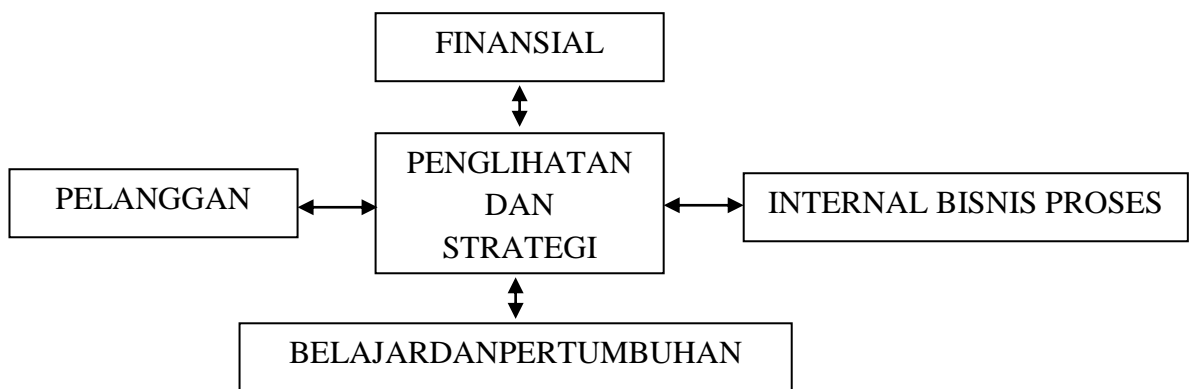 FINANSIAL
PENGLIHATAN
DAN
STRATEGI
PELANGGAN
INTERNAL BISNIS PROSES
BELAJARDANPERTUMBUHAN